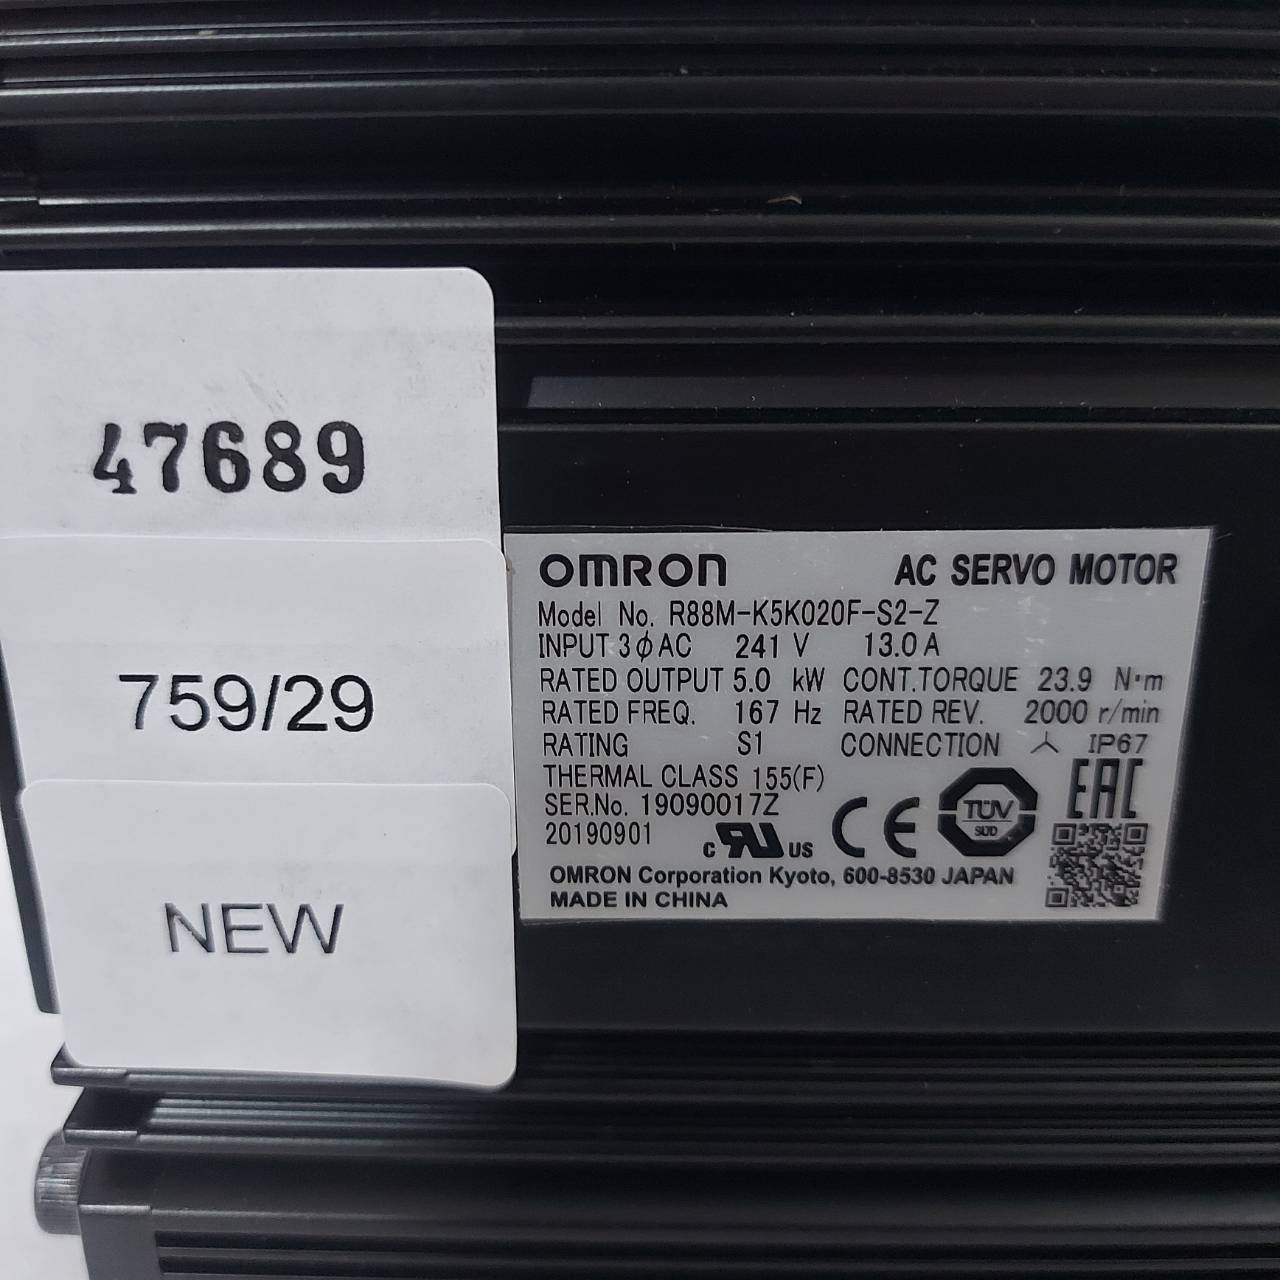 47689
759/29
NEW
OMRON AC SERVO MOTOR
Model No. R88M-K5K020F-S2-Z
INPUT 3ϕAC 241 V 13.0 A
RATED OUTPUT 5.0 kW CONT.TORQUE 23.9 N·m
RATED FREQ. 167 Hz RATED REV. 2000 r/min
RATING S1 CONNECTION IP67
THERMAL CLASS 155(F)
SER.No. 19090017Z
20190901
c RU US CE TÜV SÜD EAC
OMRON Corporation Kyoto, 600-8530 JAPAN
MADE IN CHINA